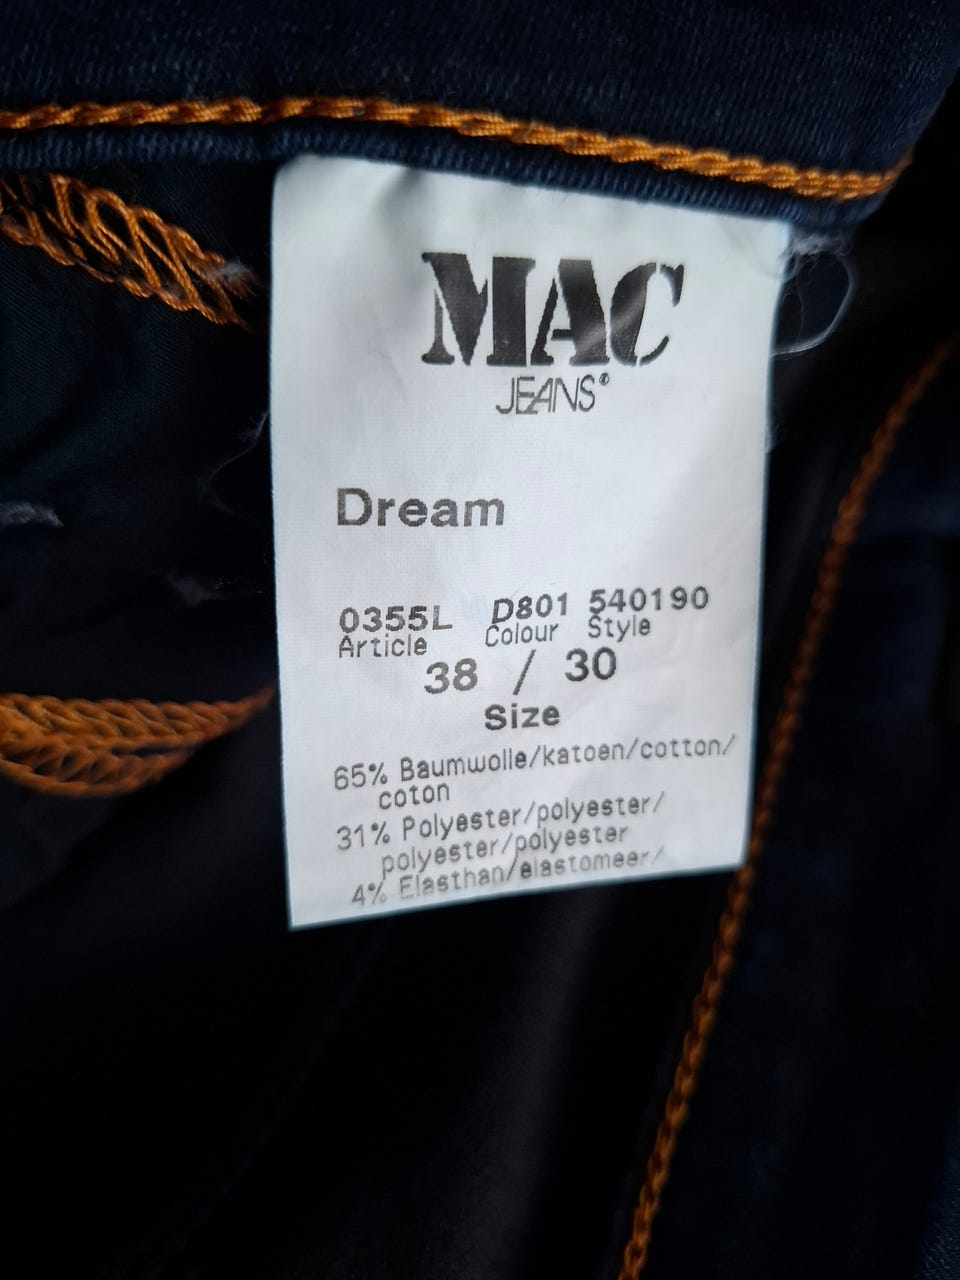 MAC
JEANS®
Dream
0355L D801 540190
Article Colour Style
38 / 30
Size
65% Baumwolle/katoen/cotton/
coton
31% Polyester/polyester/
polyester/polyester
4% Elasthan/elastomeer/